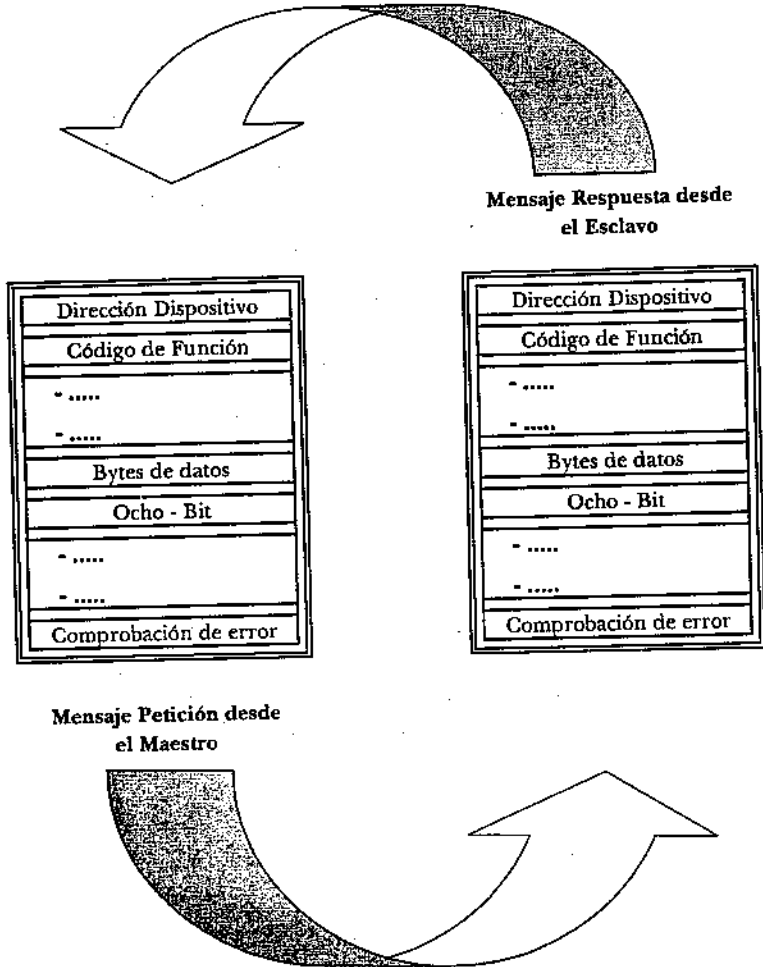 Mensaje Respuesta desde
el Esclavo
Dirección Dispositivo
Código de Función
- .....
- .....
Bytes de datos
Ocho - Bit
- .....
- .....
Comprobación de error
Dirección Dispositivo
Código de Función
- .....
- .....
Bytes de datos
Ocho - Bit
- .....
- .....
Comprobación de error
Mensaje Petición desde
el Maestro